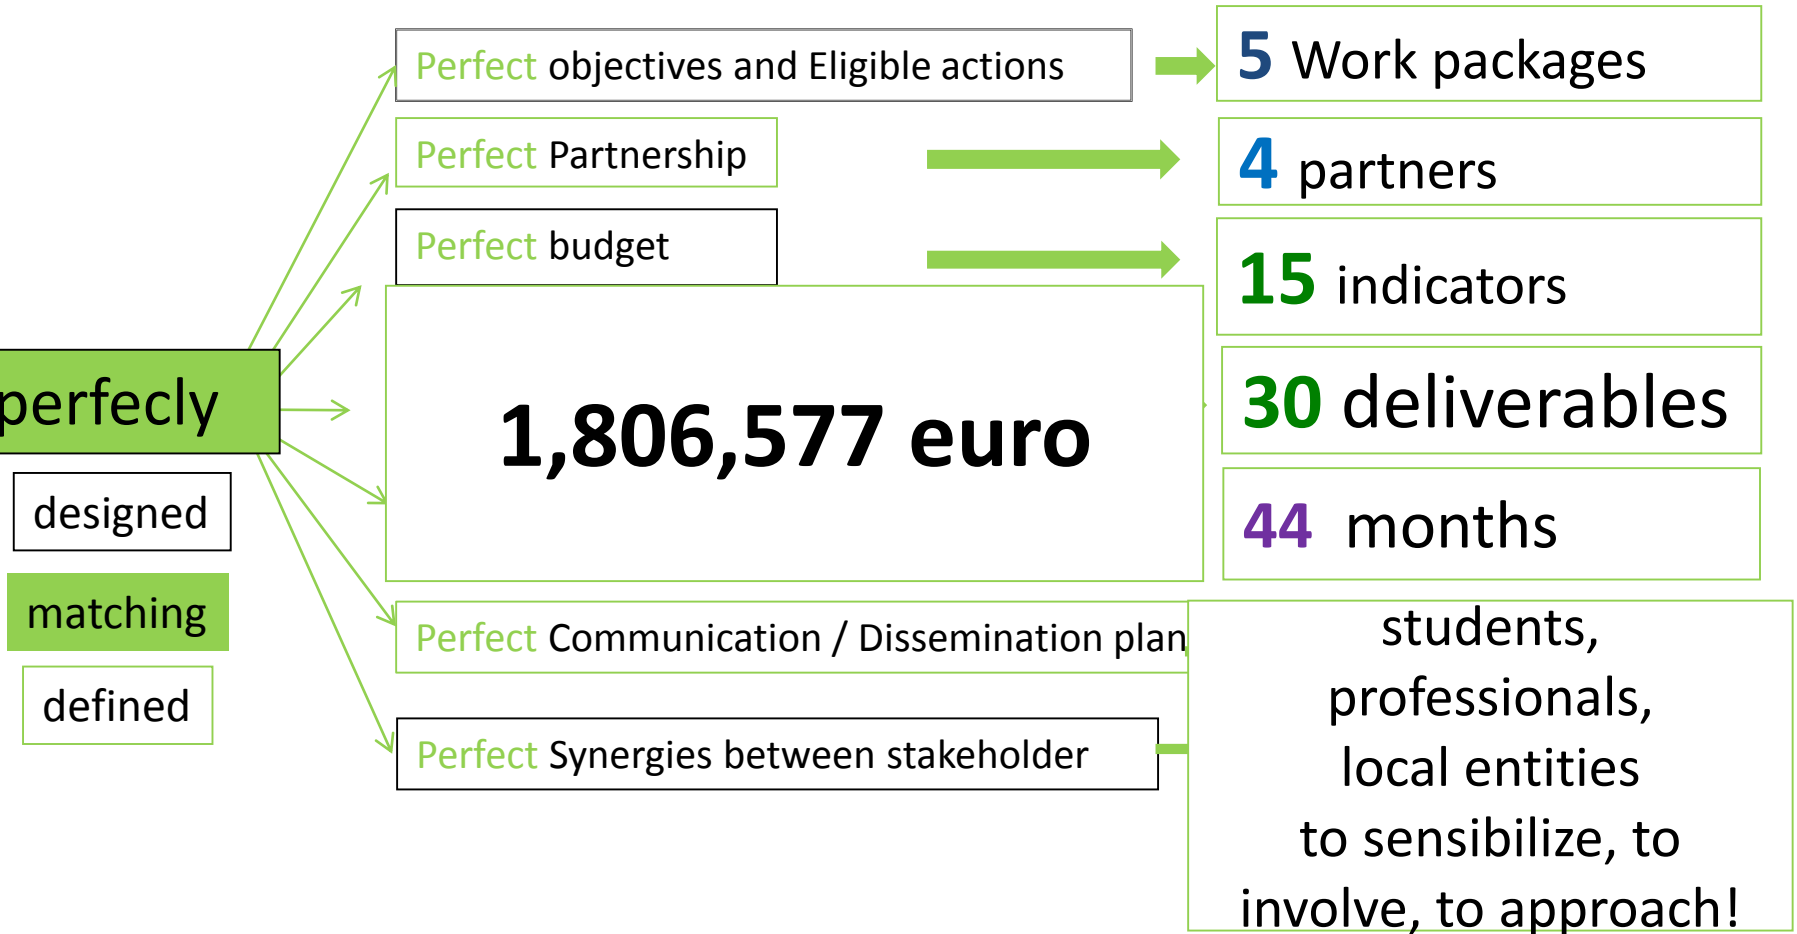 Perfect objectives and Eligible actions
5 Work packages
Perfect Partnership
4 partners
Perfect budget
15 indicators
perfecly
1,806,577 euro
30 deliverables
designed
44 months
matching
defined
Perfect Communication / Dissemination plan
Perfect Synergies between stakeholder
students,
professionals,
local entities
to sensibilize, to
involve, to approach!